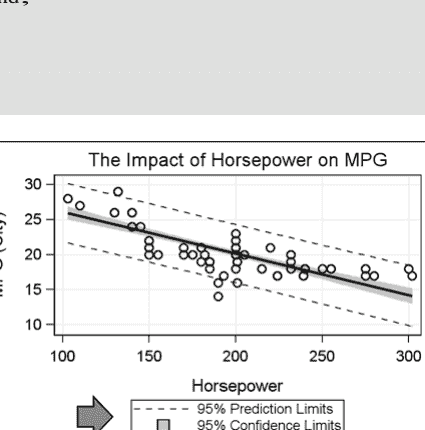 The Impact of Horsepower on MPG
30
25
20
15
10
100 150 200 250 300
Horsepower
95% Prediction Limits
95% Confidence Limits